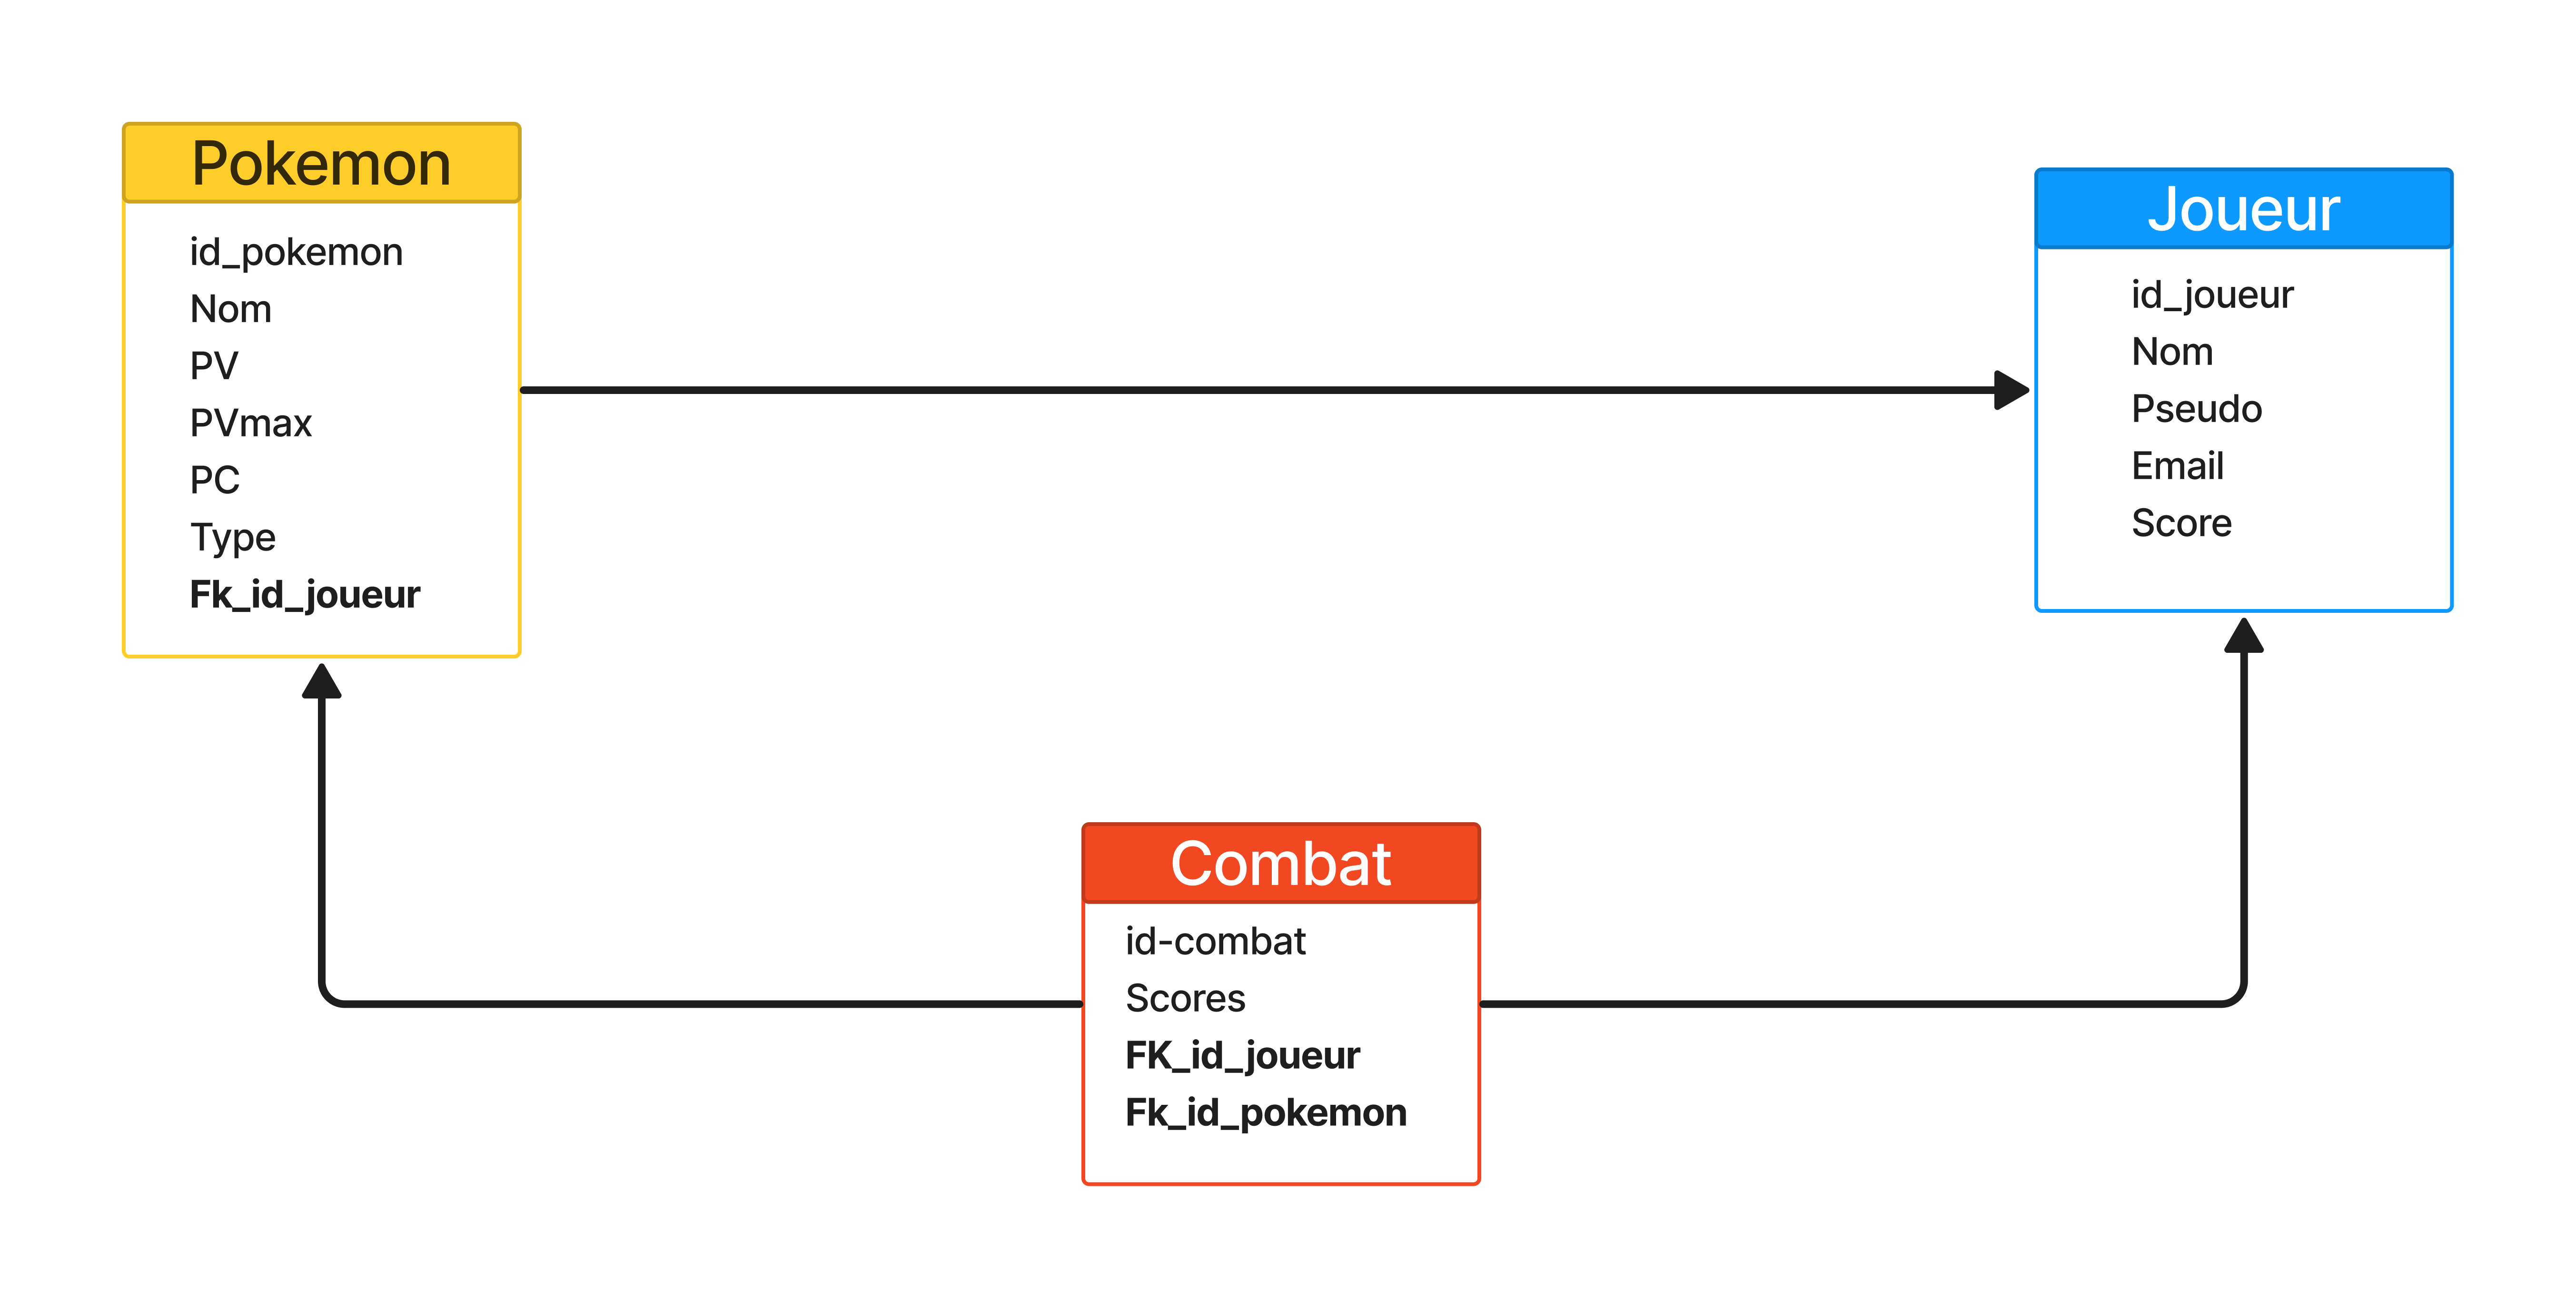 Pokemon
id_pokemon
Nom
PV
PVmax
PC
Type
Fk_id_joueur
Joueur
id_joueur
Nom
Pseudo
Email
Score
Combat
id-combat
Scores
FK_id_joueur
Fk_id_pokemon